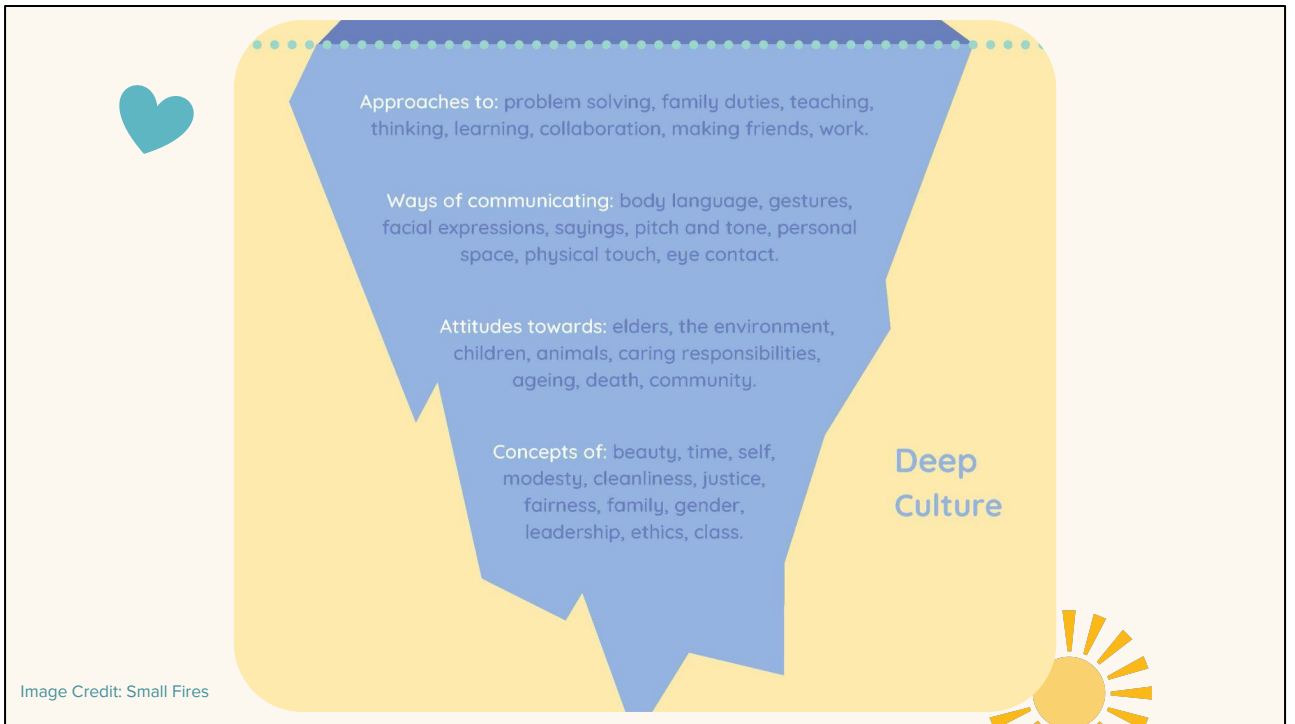 Approaches to: problem solving, family duties, teaching,
thinking, learning, collaboration, making friends, work.
Ways of communicating: body language, gestures,
facial expressions, sayings, pitch and tone, personal
space, physical touch, eye contact.
Attitudes towards: elders, the environment,
children, animals, caring responsibilities,
ageing, death, community.
Concepts of: beauty, time, self,
modesty, cleanliness, justice,
fairness, family, gender,
leadership, ethics, class.
Deep
Culture
Image Credit: Small Fires